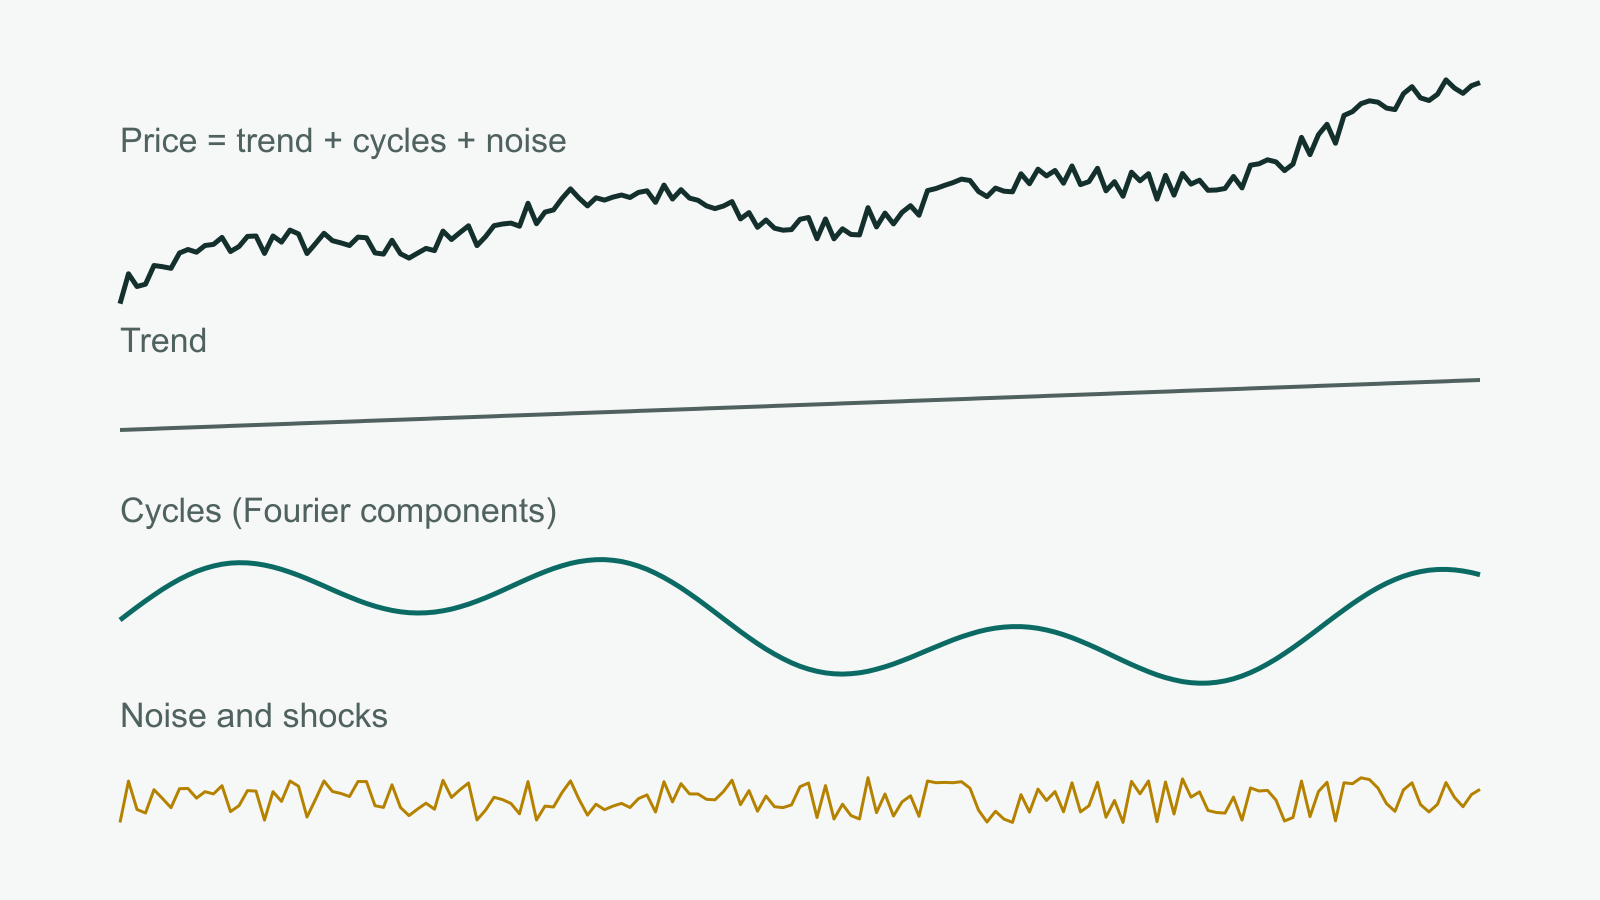 Price = trend + cycles + noise
Trend
Cycles (Fourier components)
Noise and shocks